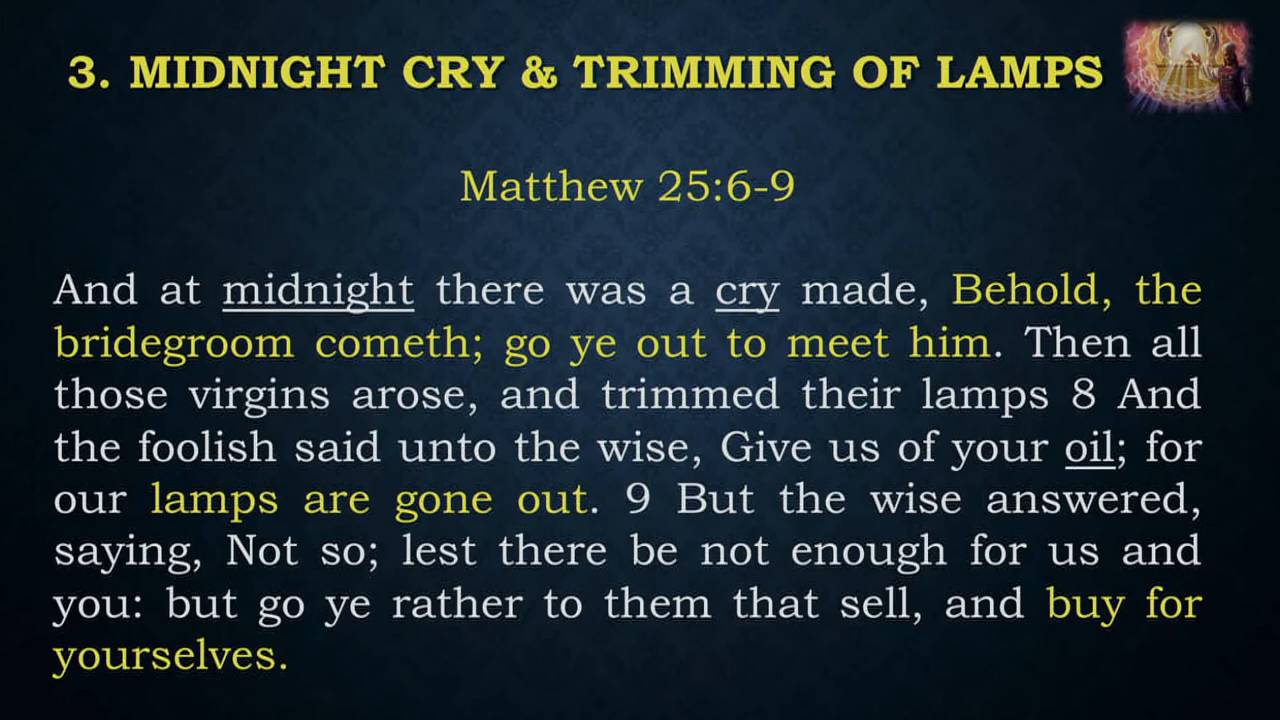 3. MIDNIGHT CRY & TRIMMING OF LAMPS
Matthew 25:6-9
And at midnight there was a cry made, Behold, the
bridegroom cometh; go ye out to meet him. Then all
those virgins arose, and trimmed their lamps 8 And
the foolish said unto the wise, Give us of your oil; for
our lamps are gone out. 9 But the wise answered,
saying, Not so; lest there be not enough for us and
you: but go ye rather to them that sell, and buy for
yourselves.